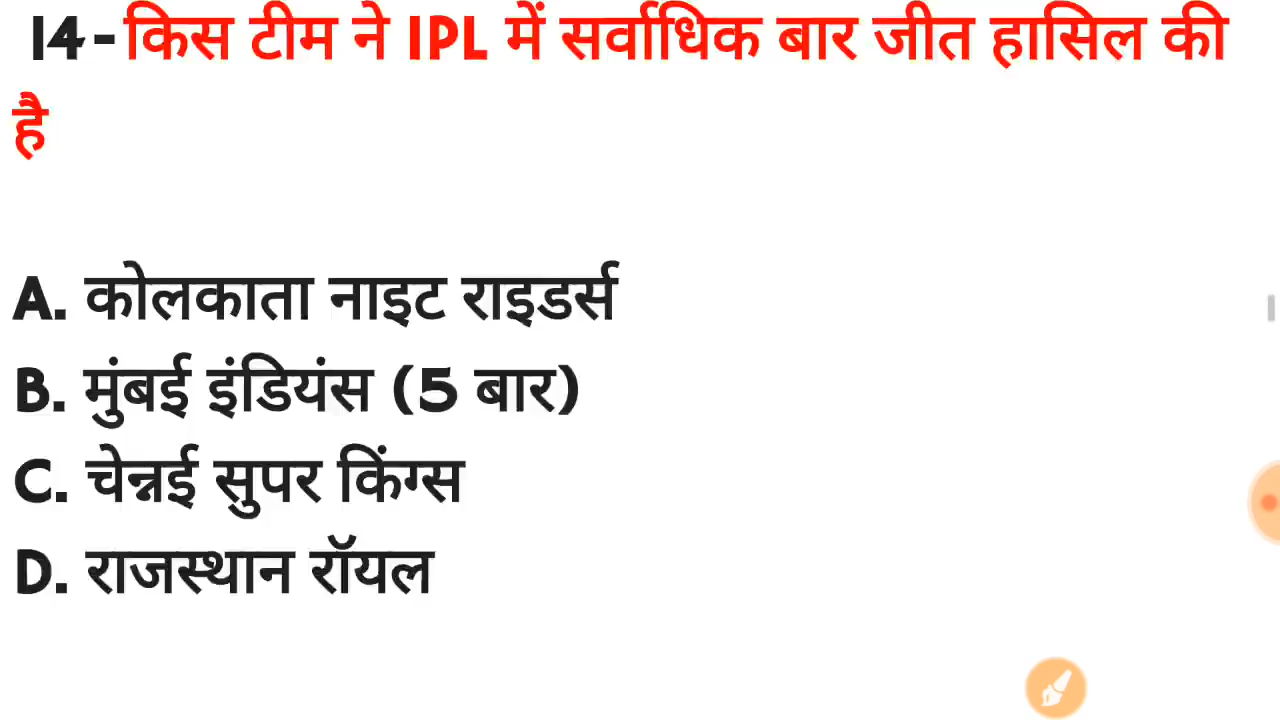 14-किस टीम ने IPL में सर्वाधिक बार जीत हासिल की
है
A. कोलकाता नाइट राइडर्स
B. मुंबई इंडियंस (5 बार)
C. चेन्नई सुपर किंग्स
D. राजस्थान रॉयल